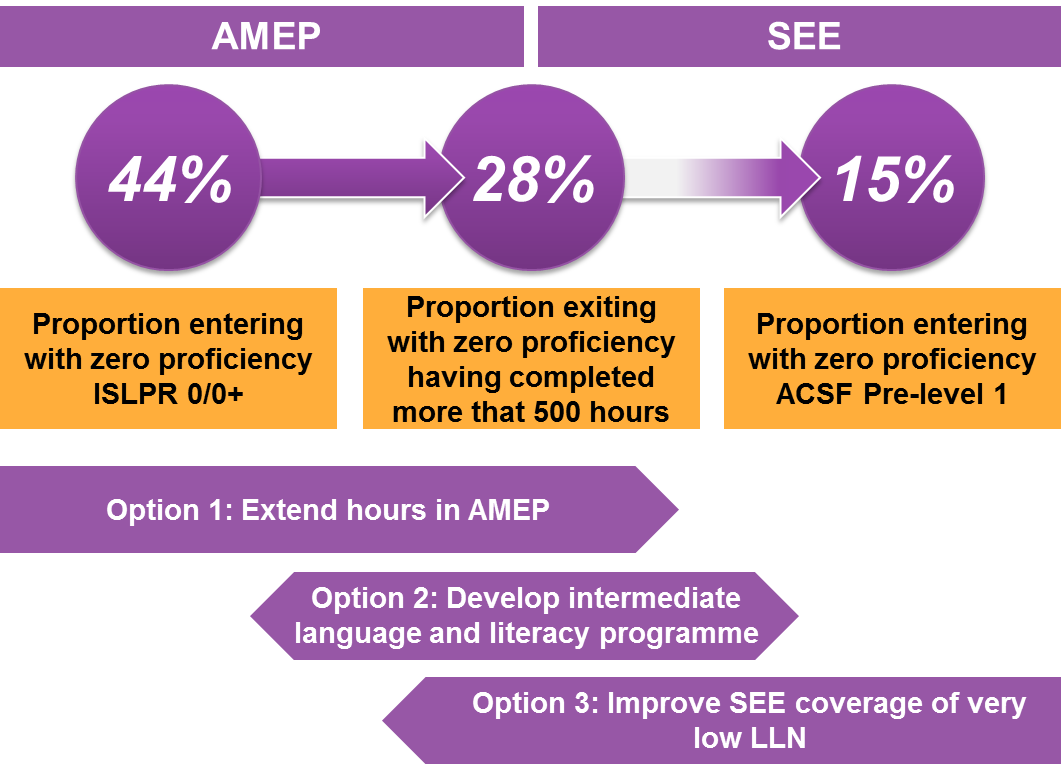 AMEP
SEE
44%
28%
15%
Proportion entering
with zero proficiency
ISLPR 0/0+
Proportion exiting
with zero proficiency
having completed
more that 500 hours
Proportion entering
with zero proficiency
ACSF Pre-level 1
Option 1: Extend hours in AMEP
Option 2: Develop intermediate
language and literacy programme
Option 3: Improve SEE coverage of very
low LLN